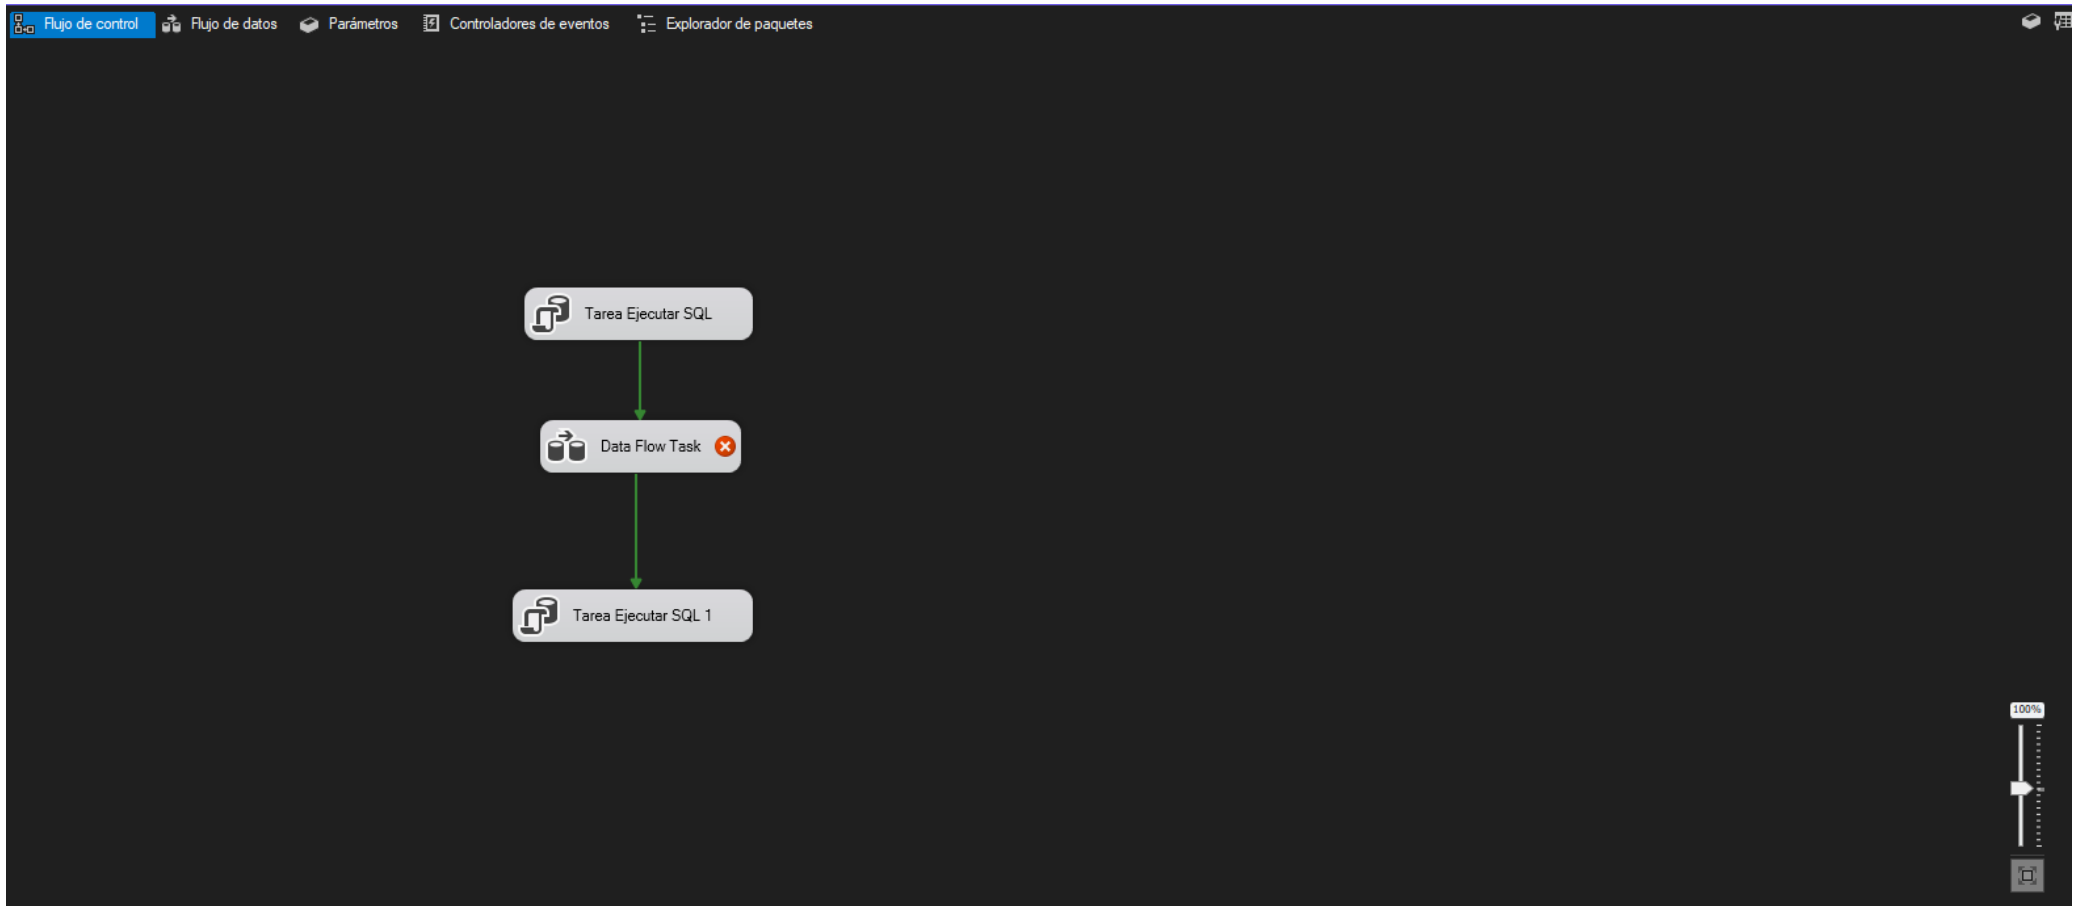 Flujo de control Flujo de datos Parámetros Controladores de eventos Explorador de paquetes
Tarea Ejecutar SQL
Data Flow Task
Tarea Ejecutar SQL 1
100%